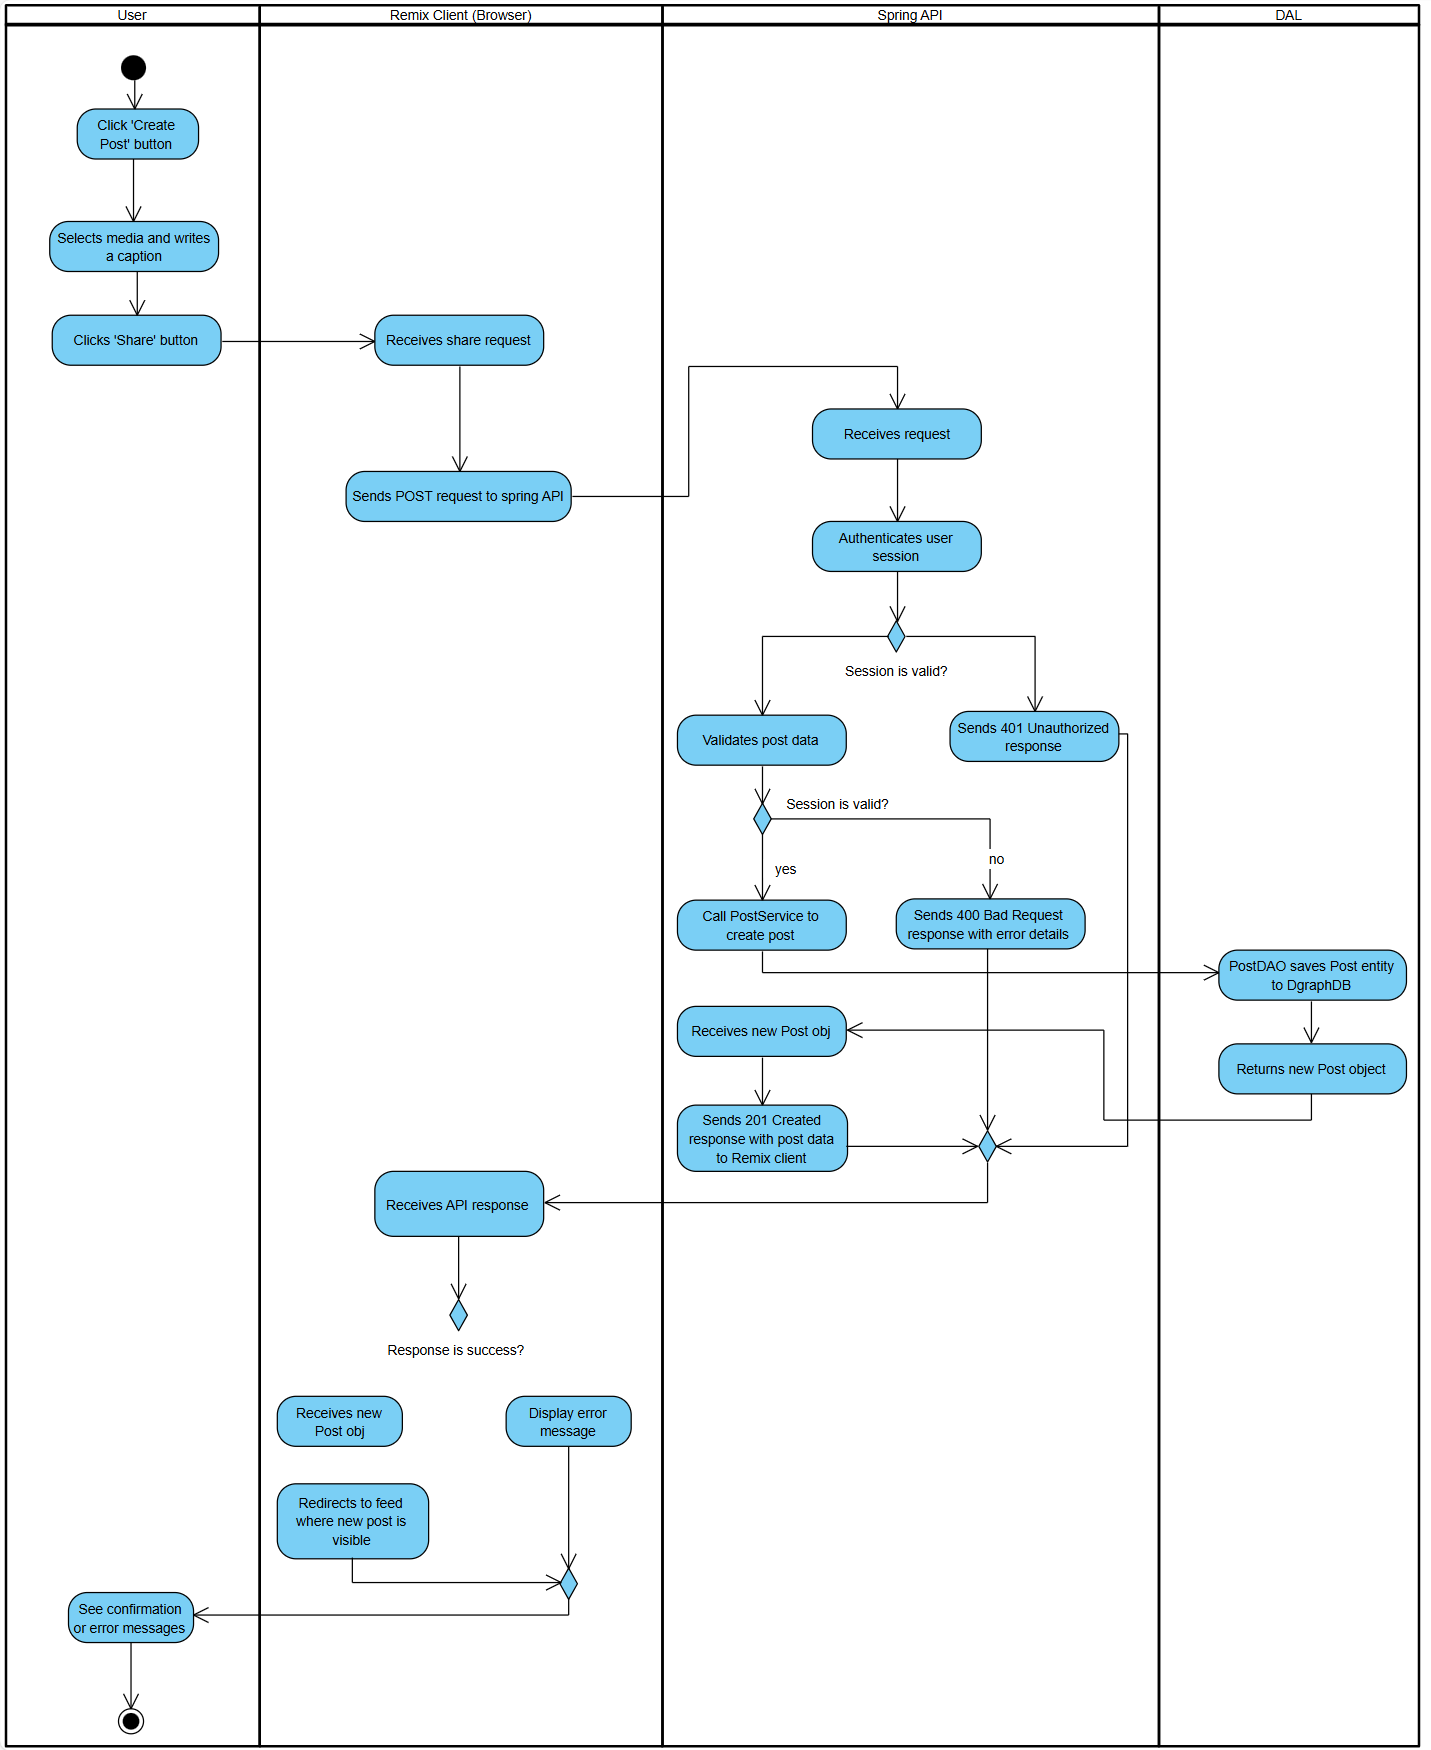 User
Remix Client (Browser)
Spring API
DAL
Click 'Create
Post' button
Selects media and writes
a caption
Clicks 'Share' button
Receives share request
Sends POST request to spring API
Receives request
Authenticates user
session
Session is valid?
Validates post data
Sends 401 Unauthorized
response
Session is valid?
yes
no
Call PostService to
create post
Sends 400 Bad Request
response with error details
PostDAO saves Post entity
to DgraphDB
Returns new Post object
Receives new Post obj
Sends 201 Created
response with post data
to Remix client
Receives API response
Response is success?
Receives new
Post obj
Display error
message
Redirects to feed
where new post is
visible
See confirmation
or error messages